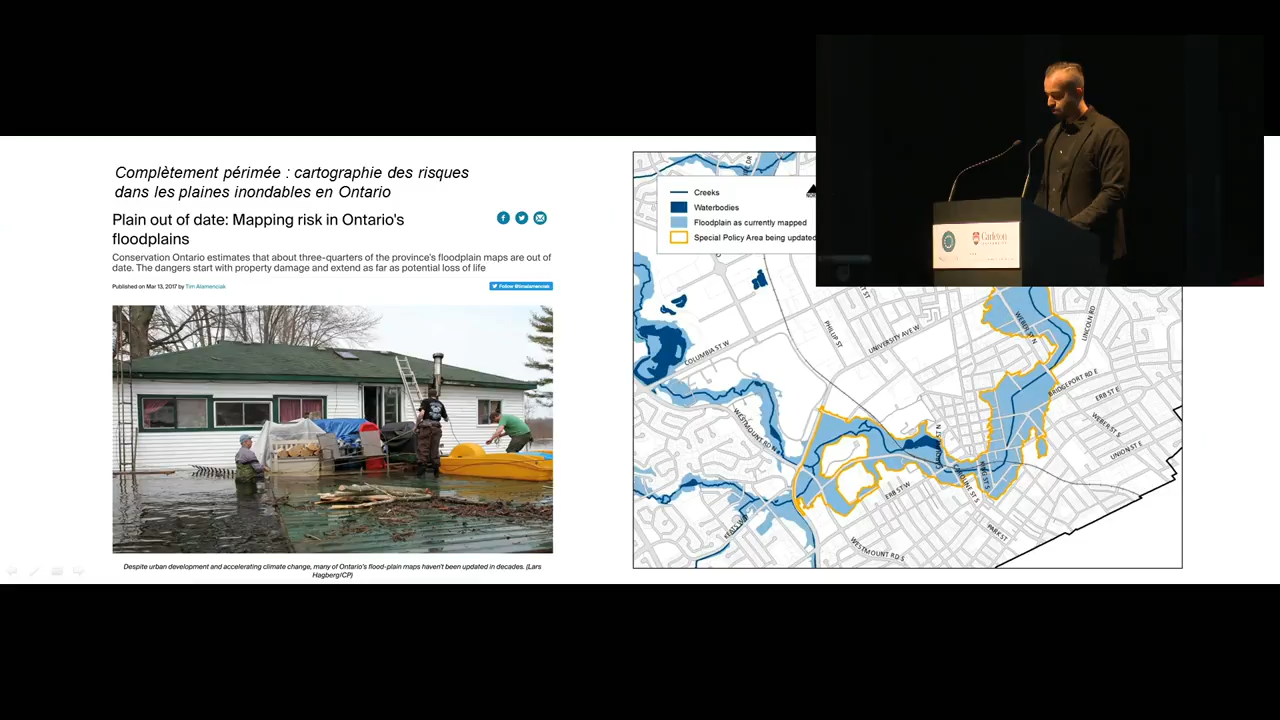 Complètement périmée : cartographie des risques
dans les plaines inondables en Ontario
Plain out of date: Mapping risk in Ontario's
floodplains
Conservation Ontario estimates that about three-quarters of the province's floodplain maps are out of
date. The dangers start with property damage and extend as far as potential loss of life
Published on Mar 13, 2017 by Tim Alamenciak
Follow @timalamenciak
Despite urban development and accelerating climate change, many of Ontario's flood-plain maps haven't been updated in decades. (Lars
Hagberg/CP)
Creeks
Waterbodies
Floodplain as currently mapped
Special Policy Area being updated
COLUMBIA ST W
PHILLIP ST
UNIVERSITY AVE W
WEBER ST N
LINCOLN RD
BRIDGEPORT RD E
ERB ST E
WEBER ST S
UNION ST E
WESTMOUNT RD N
ERB ST W
CAROLINE ST S
PARK ST
WESTMOUNT RD S
Carleton